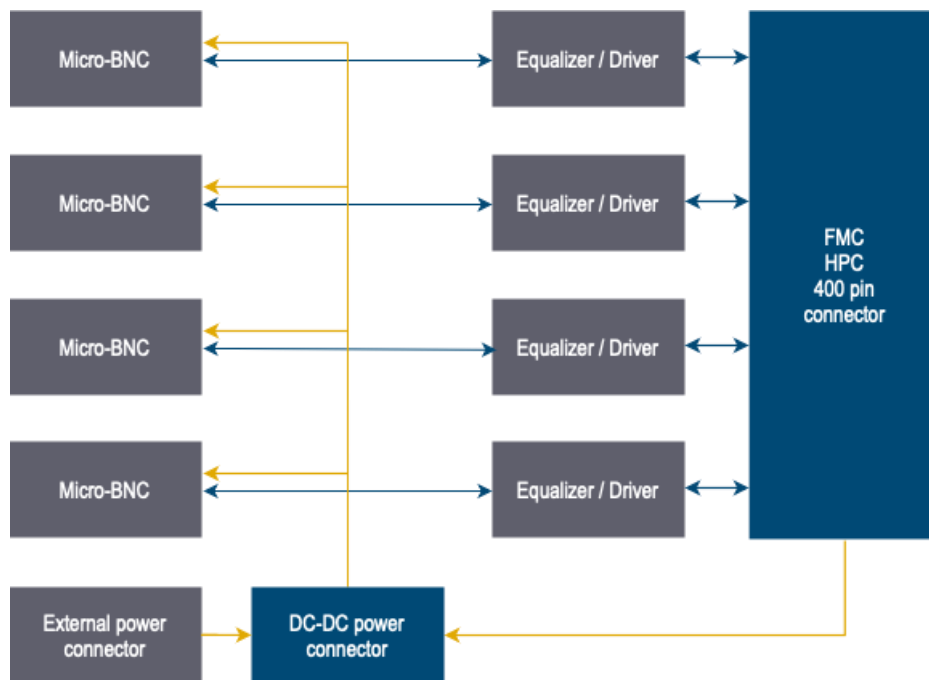 Micro-BNC
Equalizer / Driver
Micro-BNC
Equalizer / Driver
FMC
HPC
400 pin
connector
Micro-BNC
Equalizer / Driver
Micro-BNC
Equalizer / Driver
External power
connector
DC-DC power
connector